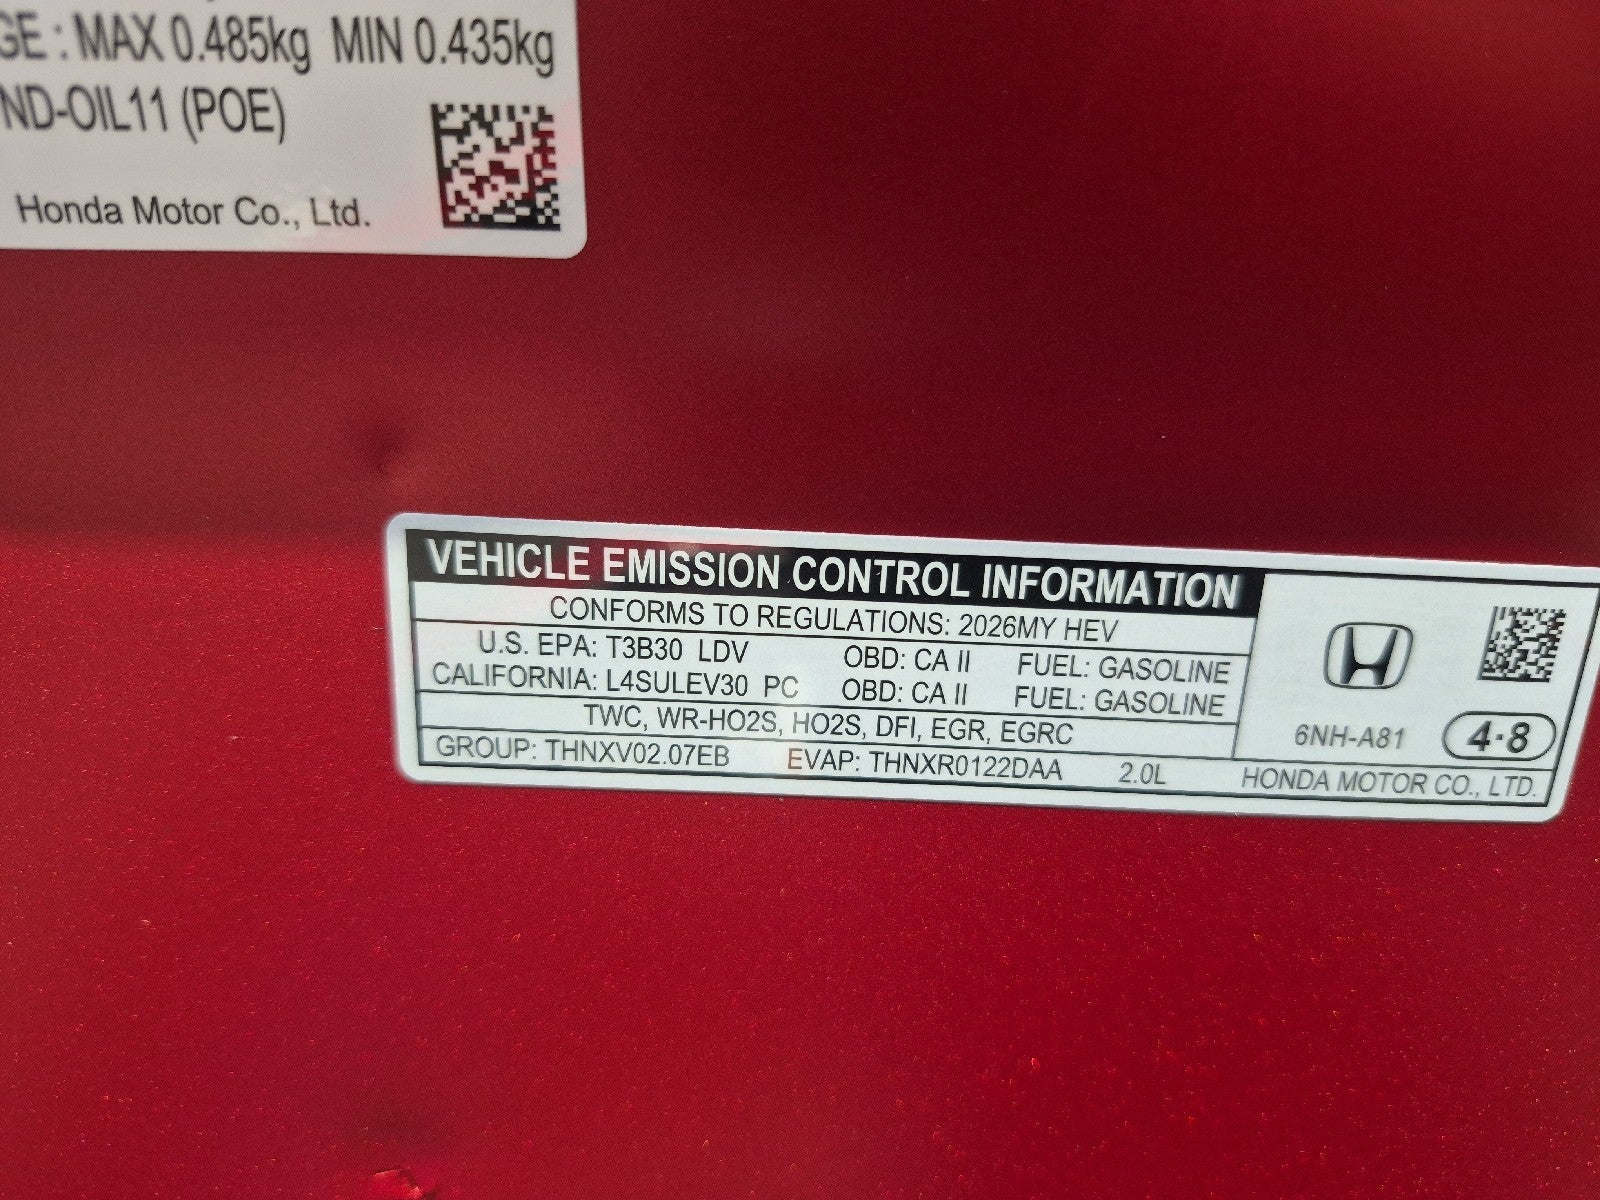 GE : MAX 0.485kg MIN 0.435kg
ND-OIL11 (POE)
Honda Motor Co., Ltd.
VEHICLE EMISSION CONTROL INFORMATION
CONFORMS TO REGULATIONS: 2026MY HEV
U.S. EPA: T3B30 LDV OBD: CA II FUEL: GASOLINE
CALIFORNIA: L4SULEV30 PC OBD: CA II FUEL: GASOLINE
TWC, WR-HO2S, HO2S, DFI, EGR, EGRC
6NH-A81 4·8
GROUP: THNXV02.07EB EVAP: THNXR0122DAA 2.0L HONDA MOTOR CO., LTD.